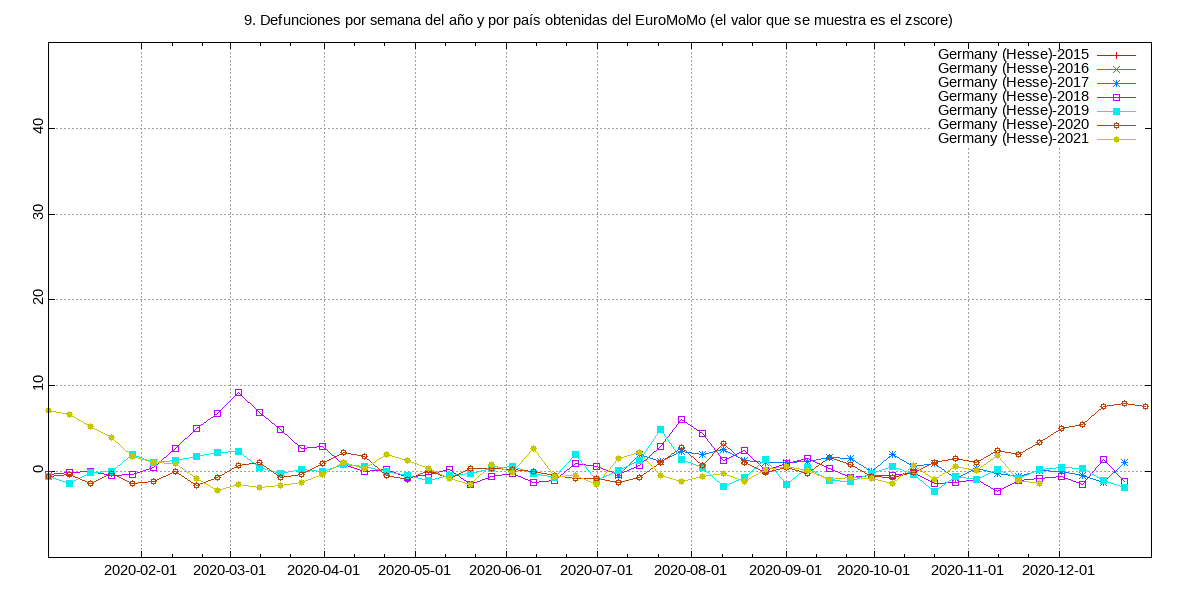 9. Defunciones por semana del año y por país obtenidas del EuroMoMo (el valor que se muestra es el zscore)
Germany (Hesse)-2015
Germany (Hesse)-2016
Germany (Hesse)-2017
Germany (Hesse)-2018
Germany (Hesse)-2019
Germany (Hesse)-2020
Germany (Hesse)-2021
40
30
20
10
0
2020-02-01 2020-03-01 2020-04-01 2020-05-01 2020-06-01 2020-07-01 2020-08-01 2020-09-01 2020-10-01 2020-11-01 2020-12-01